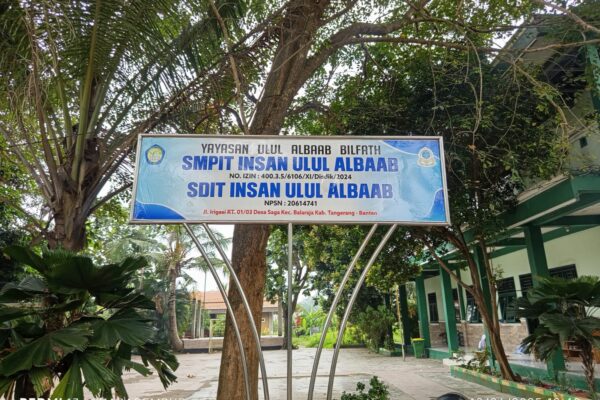 YAYASAN ULUL ALBAAB BILFATH
SMPIT INSAN ULUL ALBAAB
NO. IZIN : 400.3.5/6106/XI/Disdik/2024
SDIT INSAN ULUL ALBAAB
NPSN : 20614741
Jl. Irigasi RT. 01/03 Desa Saga Kec. Balaraja Kab. Tangerang - Banten